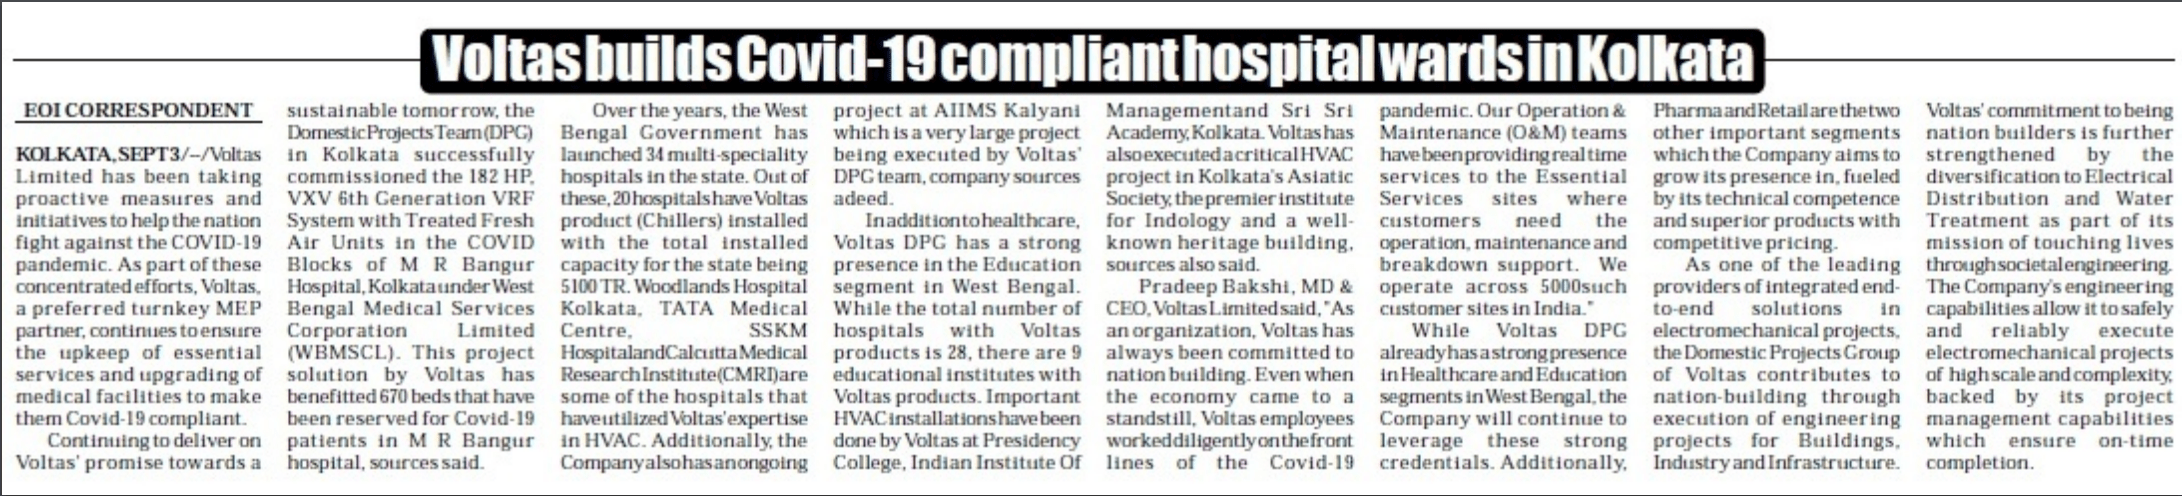 Voltas builds Covid-19 compliant hospital wards in Kolkata
EOI CORRESPONDENT
KOLKATA, SEPT 3/--/Voltas
Limited has been taking
proactive measures and
initiatives to help the nation
fight against the COVID-19
pandemic. As part of these
concentrated efforts, Voltas,
a preferred turnkey MEP
partner, continues to ensure
the upkeep of essential
services and upgrading of
medical facilities to make
them Covid-19 compliant.
Continuing to deliver on
Voltas' promise towards a
sustainable tomorrow, the
Domestic Projects Team (DPG)
in Kolkata successfully
commissioned the 182 HP,
VXV 6th Generation VRF
System with Treated Fresh
Air Units in the COVID
Blocks of M R Bangur
Hospital, Kolkata under West
Bengal Medical Services
Corporation Limited
(WBMSCL). This project
solution by Voltas has
benefitted 670 beds that have
been reserved for Covid-19
patients in M R Bangur
hospital, sources said.
Over the years, the West
Bengal Government has
launched 34 multi-speciality
hospitals in the state. Out of
these, 20 hospitals have Voltas
product (Chillers) installed
with the total installed
capacity for the state being
5100 TR. Woodlands Hospital
Kolkata, TATA Medical
Centre, SSKM
Hospital and Calcutta Medical
Research Institute (CMRI) are
some of the hospitals that
have utilized Voltas' expertise
in HVAC. Additionally, the
Company also has an ongoing
project at AIIMS Kalyani
which is a very large project
being executed by Voltas'
DPG team, company sources
adeed.
In addition to healthcare,
Voltas DPG has a strong
presence in the Education
segment in West Bengal.
While the total number of
hospitals with Voltas
products is 28, there are 9
educational institutes with
Voltas products. Important
HVAC installations have been
done by Voltas at Presidency
College, Indian Institute Of
Managementand Sri Sri
Academy, Kolkata. Voltas has
also executed a critical HVAC
project in Kolkata's Asiatic
Society, the premier institute
for Indology and a well-
known heritage building,
sources also said.
Pradeep Bakshi, MD &
CEO, Voltas Limited said, "As
an organization, Voltas has
always been committed to
nation building. Even when
the economy came to a
standstill, Voltas employees
worked diligently on the front
lines of the Covid-19
pandemic. Our Operation &
Maintenance (O&M) teams
have been providing real time
services to the Essential
Services sites where
customers need the
operation, maintenance and
breakdown support. We
operate across 5000such
customer sites in India."
While Voltas DPG
already has a strong presence
in Healthcare and Education
segments in West Bengal, the
Company will continue to
leverage these strong
credentials. Additionally,
Pharma and Retail are the two
other important segments
which the Company aims to
grow its presence in, fueled
by its technical competence
and superior products with
competitive pricing.
As one of the leading
providers of integrated end-
to-end solutions in
electromechanical projects,
the Domestic Projects Group
of Voltas contributes to
nation-building through
execution of engineering
projects for Buildings,
Industry and Infrastructure.
Voltas' commitment to being
nation builders is further
strengthened by the
diversification to Electrical
Distribution and Water
Treatment as part of its
mission of touching lives
through societal engineering.
The Company's engineering
capabilities allow it to safely
and reliably execute
electromechanical projects
of high scale and complexity,
backed by its project
management capabilities
which ensure on-time
completion.